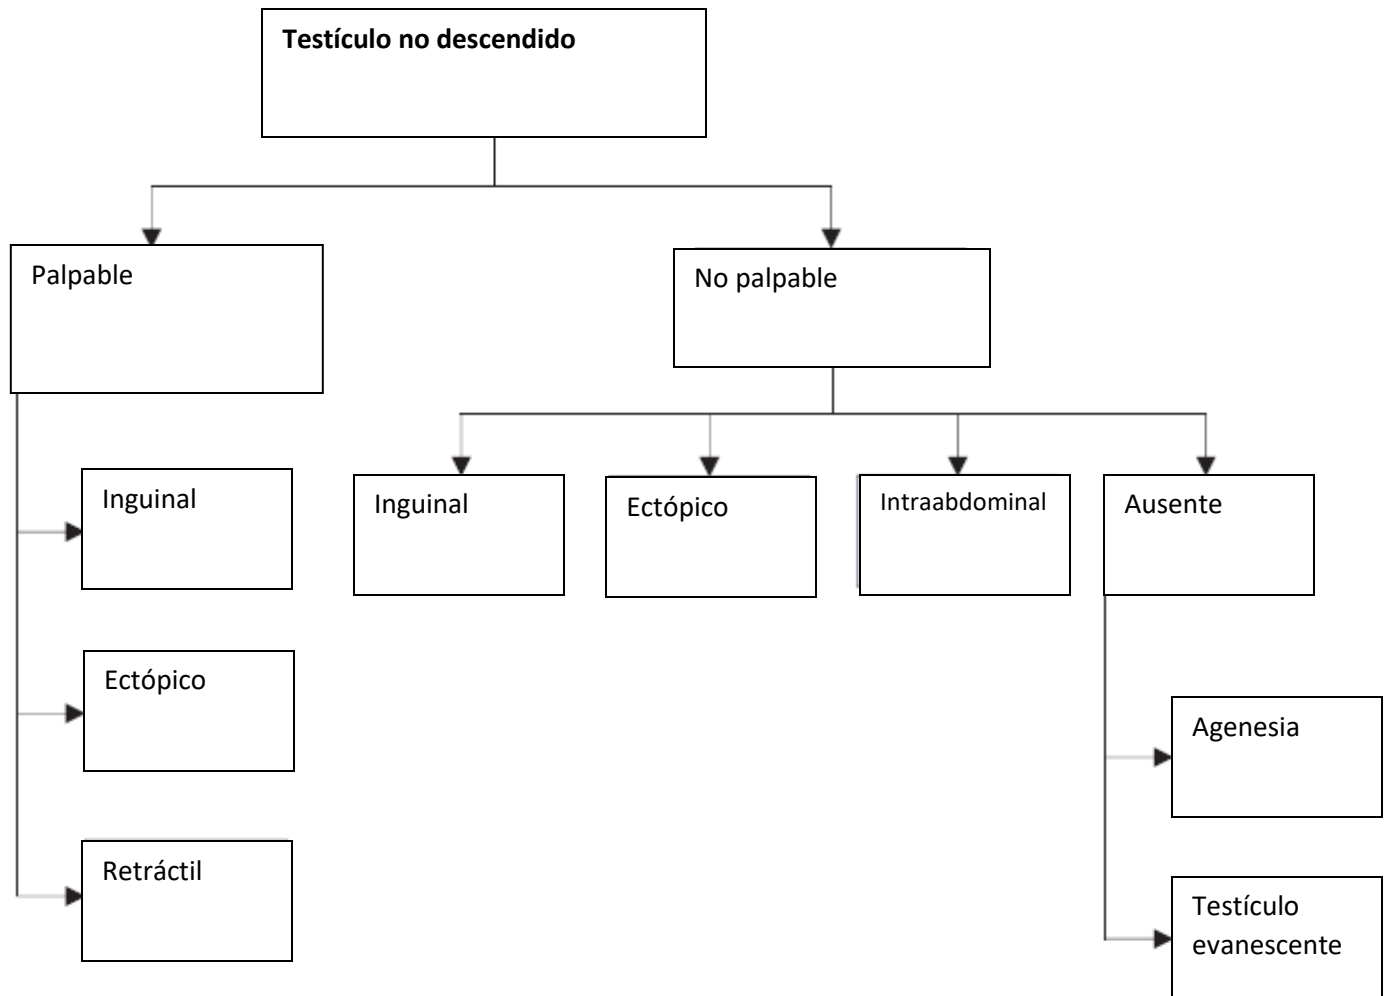 Testículo no descendido
Palpable
No palpable
Inguinal
Ectópico
Retráctil
Inguinal
Ectópico
Intraabdominal
Ausente
Agenesia
Testículo
evanescente